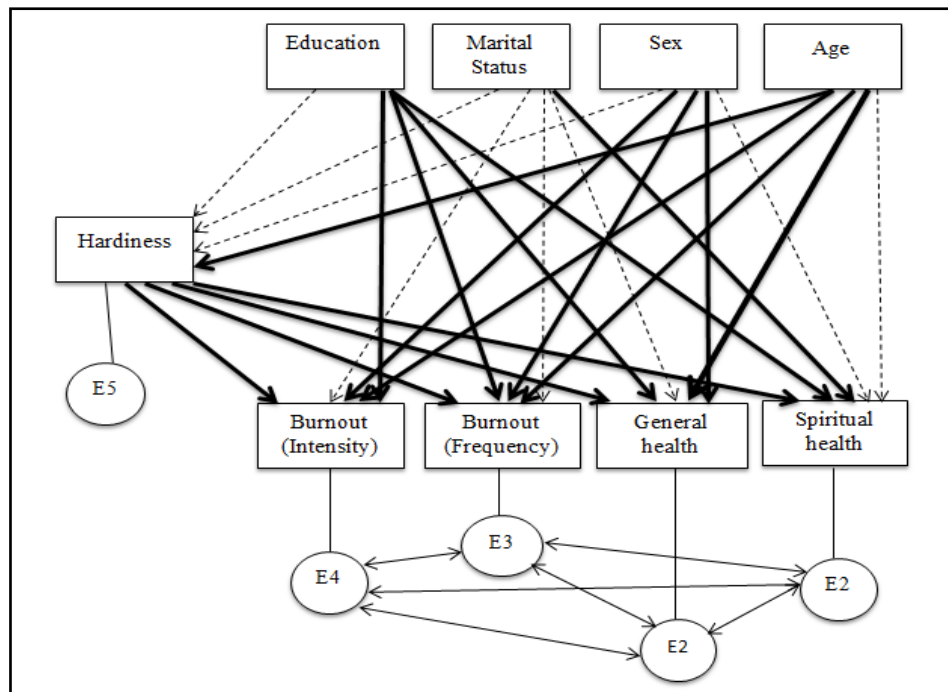 Education
Marital
Status
Sex
Age
Hardiness
E5
Burnout
(Intensity)
Burnout
(Frequency)
General
health
Spiritual
health
E3
E4
E2
E2